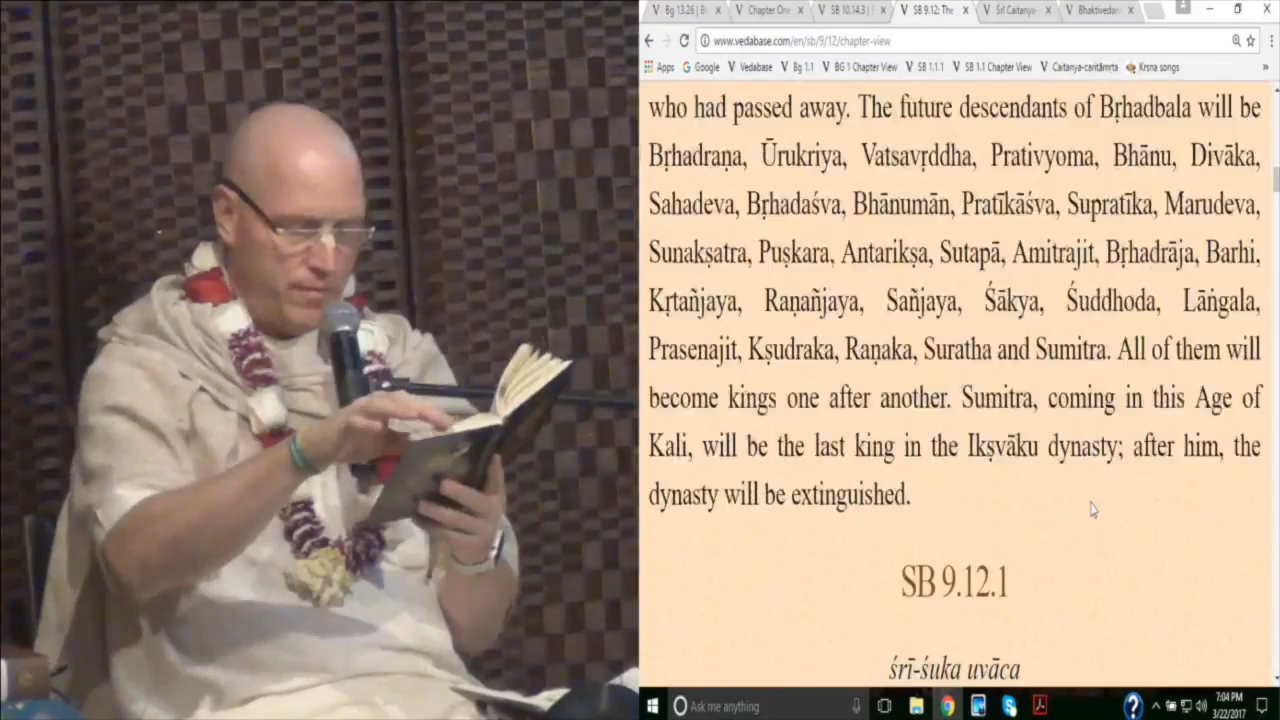 Bg 13.26 | B
Chapter One
SB 10.14.3 |
SB 9.12: The
Śrī Caitanya-
Bhaktivedan
www.vedabase.com/en/sb/9/12/chapter-view
Apps Google Vedabase Bg 1.1 BG 1 Chapter View SB 1.1.1 SB 1.1 Chapter View Caitanya-caritāmṛta Krsna songs »
who had passed away. The future descendants of Bṛhadbala will be
Bṛhadraṇa, Ūrukriya, Vatsavṛddha, Prativyoma, Bhānu, Divāka,
Sahadeva, Bṛhadaśva, Bhānumān, Pratīkāśva, Supratīka, Marudeva,
Sunakṣatra, Puṣkara, Antarikṣa, Sutapā, Amitrajit, Bṛhadrāja, Barhi,
Kṛtañjaya, Raṇañjaya, Sañjaya, Śākya, Śuddhoda, Lāṅgala,
Prasenajit, Kṣudraka, Raṇaka, Suratha and Sumitra. All of them will
become kings one after another. Sumitra, coming in this Age of
Kali, will be the last king in the Ikṣvāku dynasty; after him, the
dynasty will be extinguished.
SB 9.12.1
śrī-śuka uvāca
Ask me anything
7:04 PM
3/22/2017